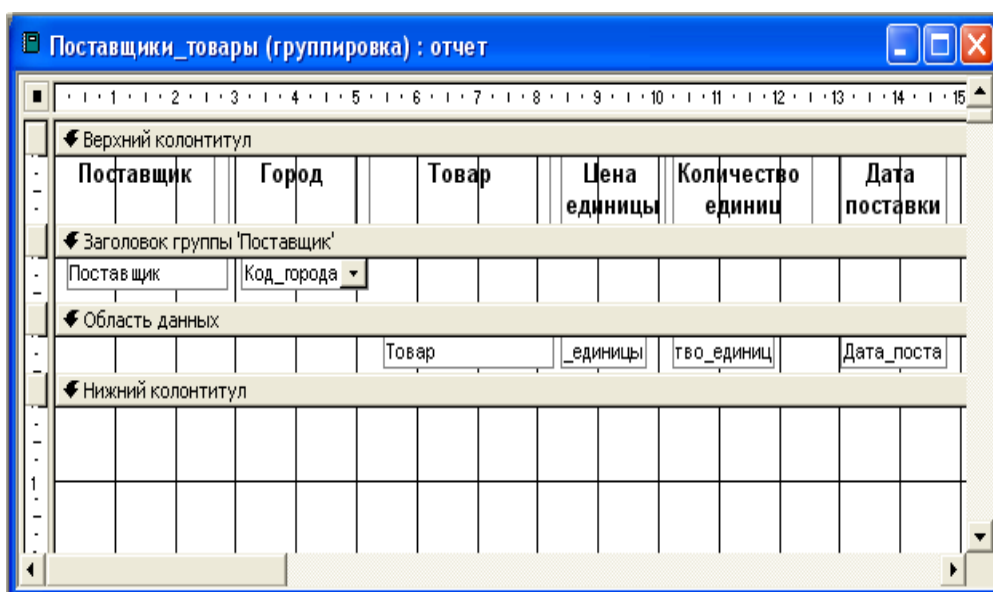 Поставщики_товары (группировка) : отчет
1 2 3 4 5 6 7 8 9 10 11 12 13 14 15
Верхний колонтитул
Поставщик Город Товар Цена единицы Количество единиц Дата поставки
Заголовок группы 'Поставщик'
Поставщик Код_города
Область данных
Товар _единицы тво_единиц Дата_поста
Нижний колонтитул
1